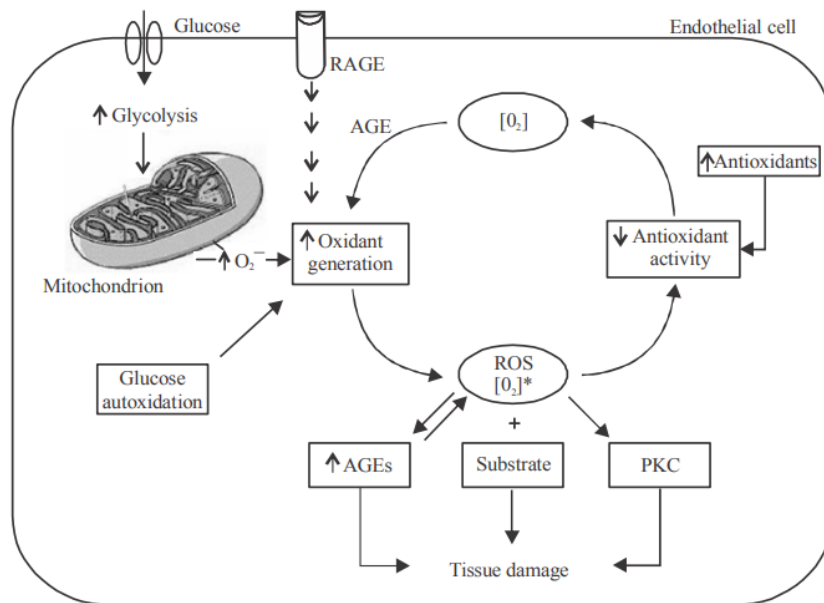 Glucose
Endothelial cell
RAGE
↑ Glycolysis
AGE
[0₂]
↑Antioxidants
↑ Oxidant
generation
↓ Antioxidant
activity
↑ O₂⁻
Mitochondrion
Glucose
autoxidation
ROS
[0₂]*
+
↑ AGEs
Substrate
PKC
Tissue damage